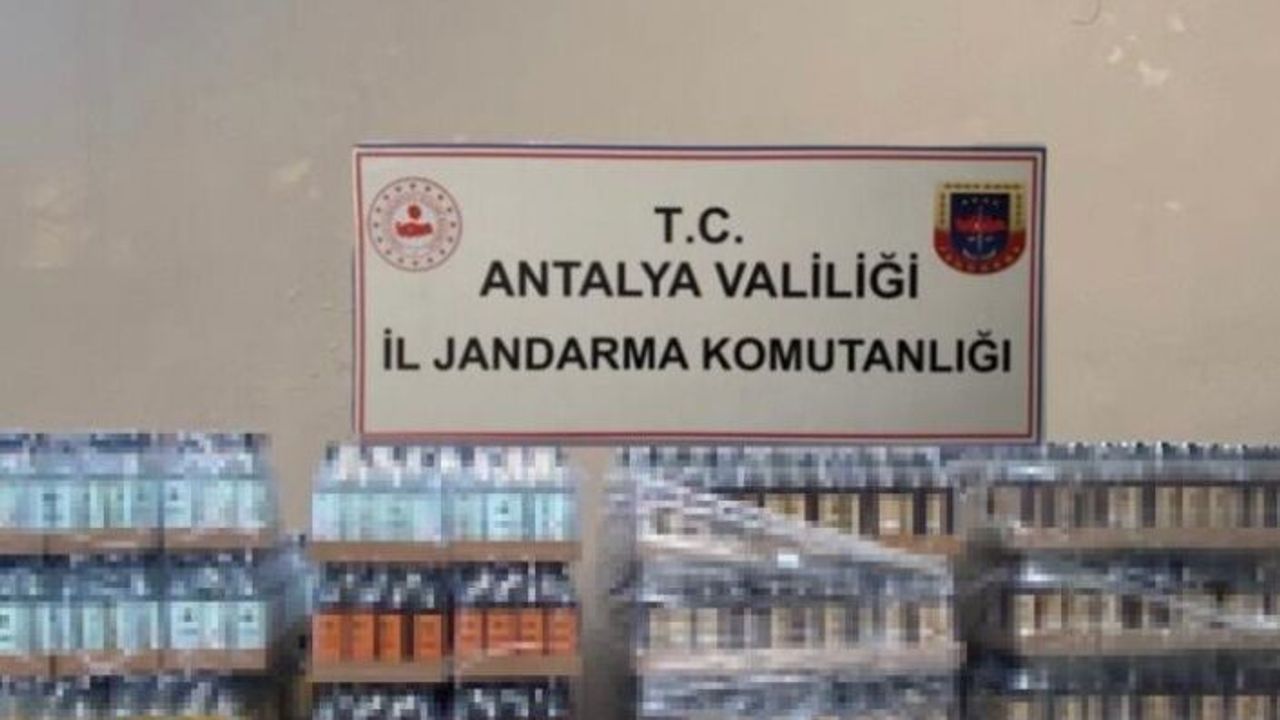 T.C.
ANTALYA VALİLİĞİ
İL JANDARMA KOMUTANLIĞI